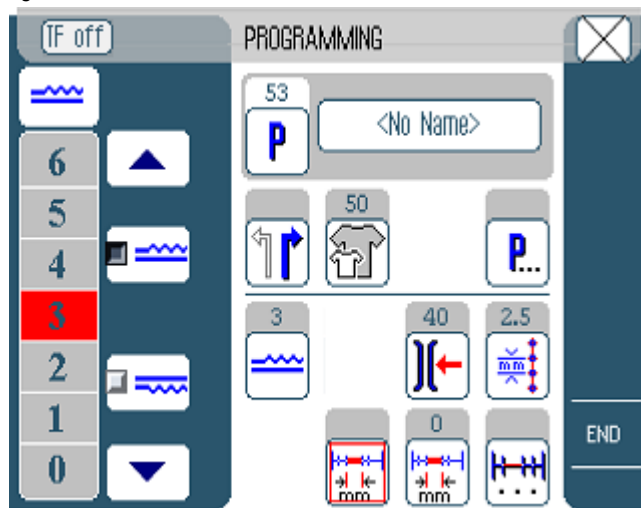 TF off
PROGRAMMING
53
P
<No Name>
6
5
4
3
2
1
0
50
P...
3
40
2.5
mm
0
mm
mm
...
END